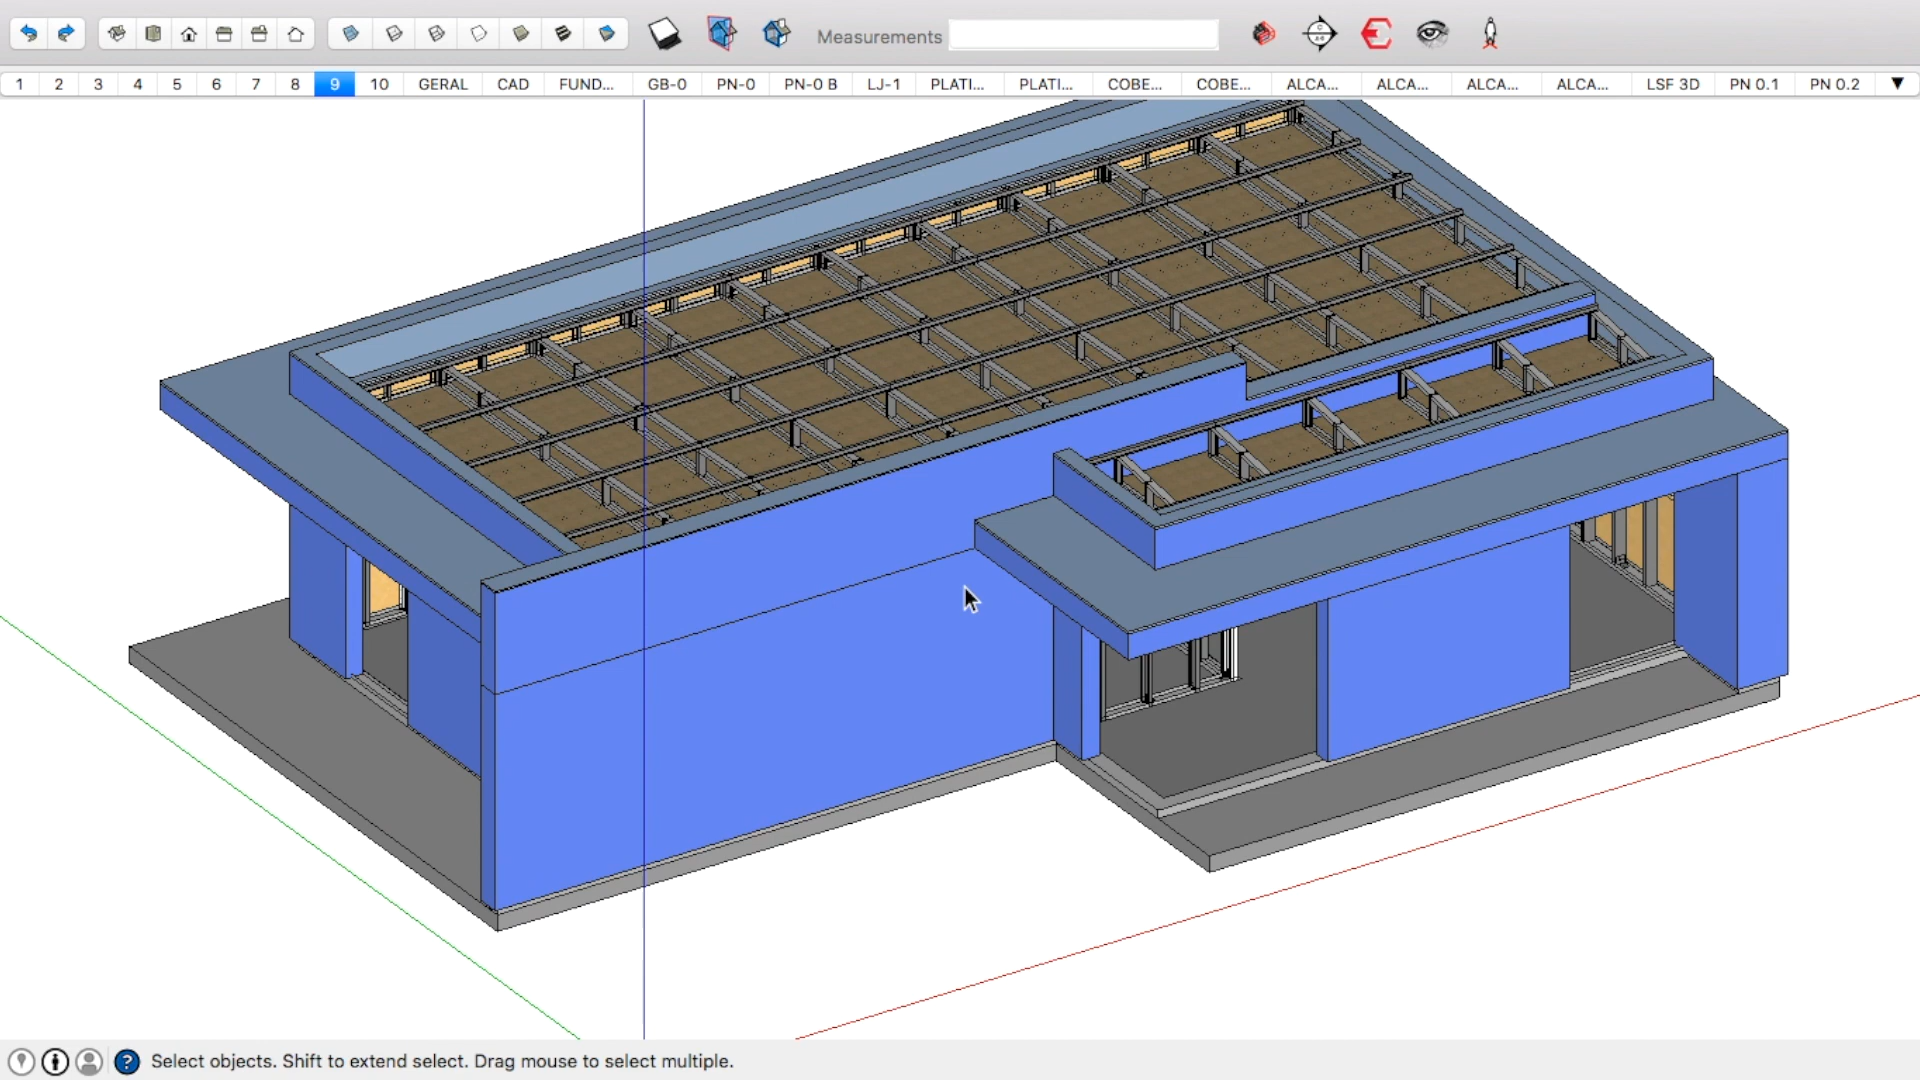 Measurements
1 2 3 4 5 6 7 8 9 10 GERAL CAD FUND... GB-0 PN-0 PN-0 B LJ-1 PLATI... PLATI... COBE... COBE... ALCA... ALCA... ALCA... ALCA... LSF 3D PN 0.1 PN 0.2
? Select objects. Shift to extend select. Drag mouse to select multiple.